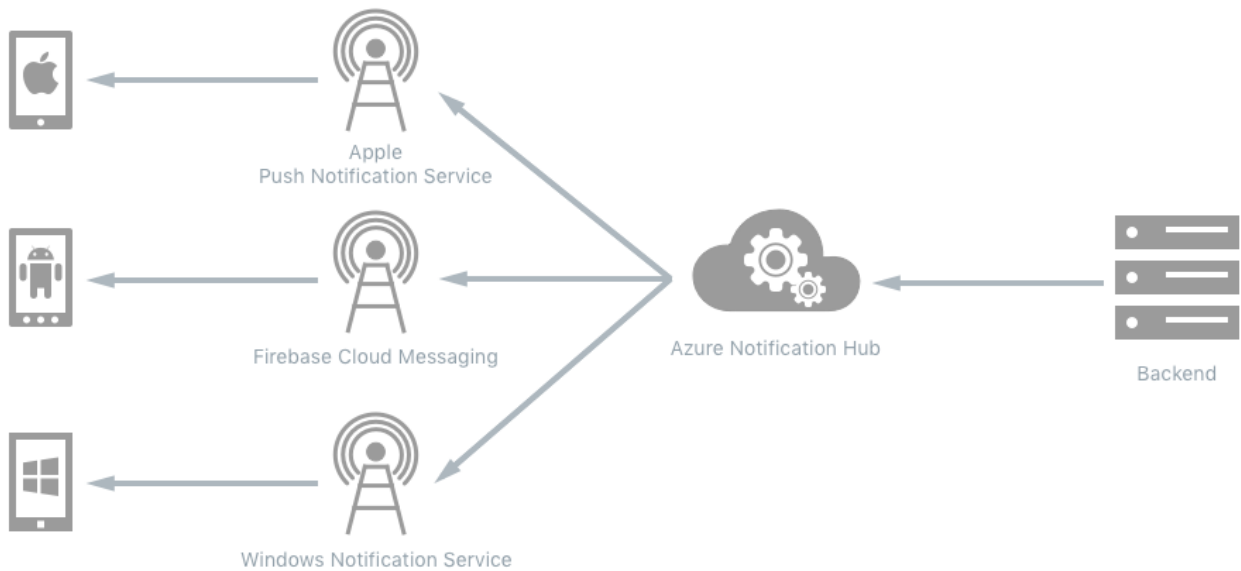 Apple
Push Notification Service
Firebase Cloud Messaging
Azure Notification Hub
Backend
Windows Notification Service